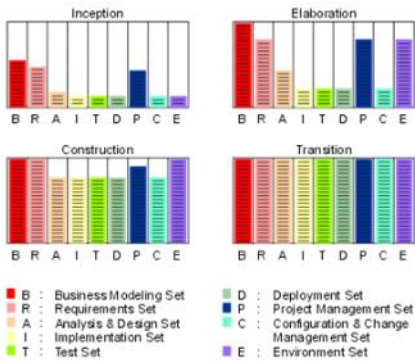 Inception
Elaboration
B R A I T D P C E
B R A I T D P C E
Construction
Transition
B R A I T D P C E
B R A I T D P C E
B : Business Modeling Set
R : Requirements Set
A : Analysis & Design Set
I : Implementation Set
T : Test Set
D : Deployment Set
P : Project Management Set
C : Configuration & Change
Management Set
E : Environment Set